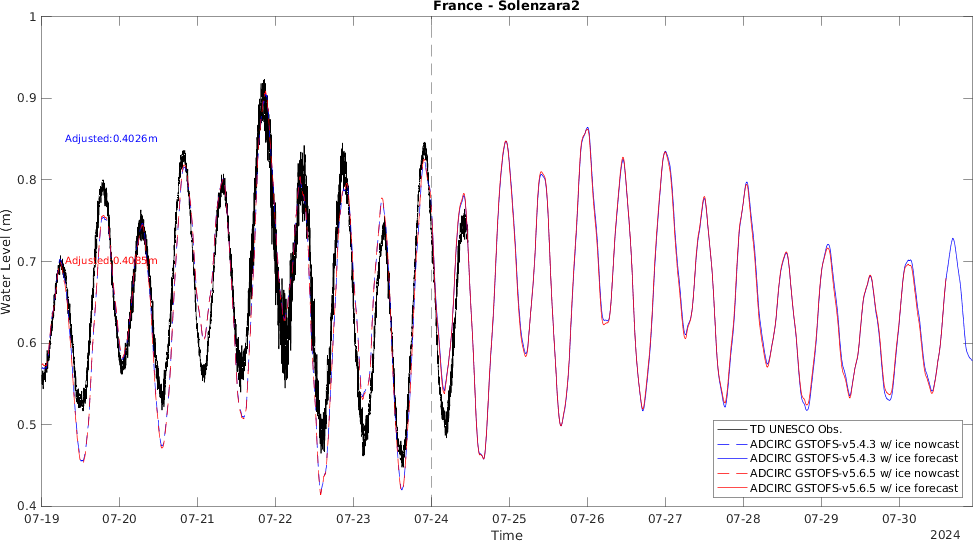 France - Solenzara2
1
0.9
0.8
0.7
0.6
0.5
0.4
Water Level (m)
Adjusted:0.4026m
Adjusted:0.4085m
TD UNESCO Obs.
ADCIRC GSTOFS-v5.4.3 w/ ice nowcast
ADCIRC GSTOFS-v5.4.3 w/ ice forecast
ADCIRC GSTOFS-v5.6.5 w/ ice nowcast
ADCIRC GSTOFS-v5.6.5 w/ ice forecast
07-19 07-20 07-21 07-22 07-23 07-24 07-25 07-26 07-27 07-28 07-29 07-30
Time
2024